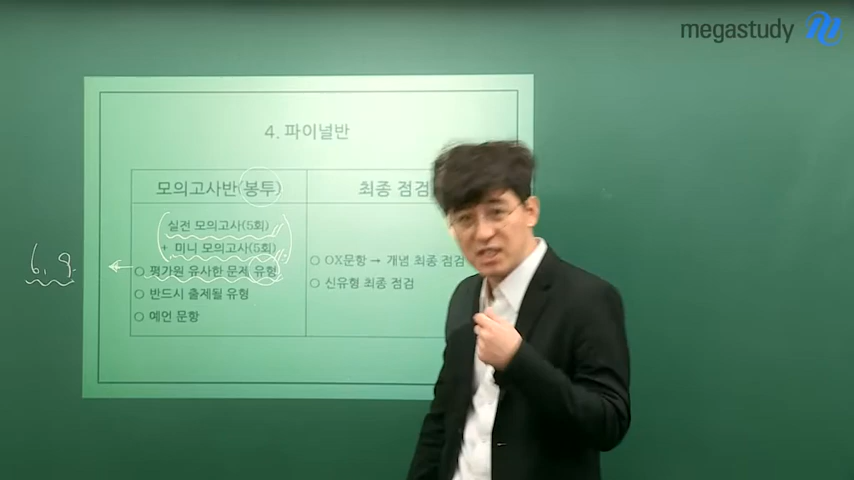 megastudy
4. 파이널반
모의고사반(봉투)
최종 점검
실전 모의고사(5회)
+ 미니 모의고사(5회)
○ 평가원 유사한 문제 유형
○ 반드시 출제될 유형
○ 예언 문항
○ OX문항 → 개념 최종 점검
○ 신유형 최종 점검
6, 9.